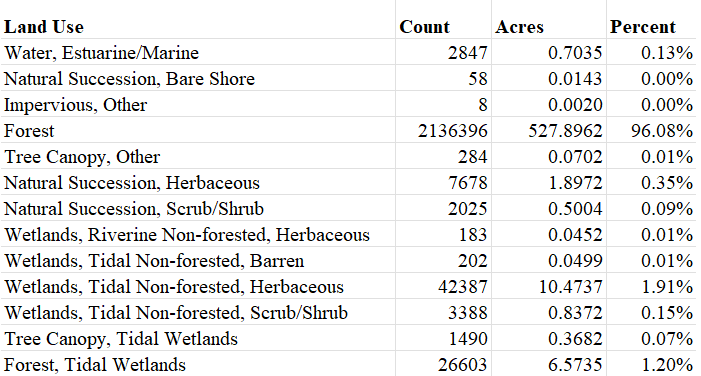 Land Use Count Acres Percent
Water, Estuarine/Marine 2847 0.7035 0.13%
Natural Succession, Bare Shore 58 0.0143 0.00%
Impervious, Other 8 0.0020 0.00%
Forest 2136396 527.8962 96.08%
Tree Canopy, Other 284 0.0702 0.01%
Natural Succession, Herbaceous 7678 1.8972 0.35%
Natural Succession, Scrub/Shrub 2025 0.5004 0.09%
Wetlands, Riverine Non-forested, Herbaceous 183 0.0452 0.01%
Wetlands, Tidal Non-forested, Barren 202 0.0499 0.01%
Wetlands, Tidal Non-forested, Herbaceous 42387 10.4737 1.91%
Wetlands, Tidal Non-forested, Scrub/Shrub 3388 0.8372 0.15%
Tree Canopy, Tidal Wetlands 1490 0.3682 0.07%
Forest, Tidal Wetlands 26603 6.5735 1.20%